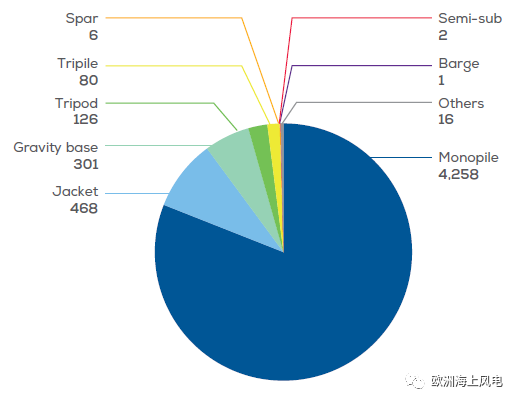 Spar
6
Tripile
80
Tripod
126
Gravity base
301
Jacket
468
Semi-sub
2
Barge
1
Others
16
Monopile
4,258
欧洲海上风电